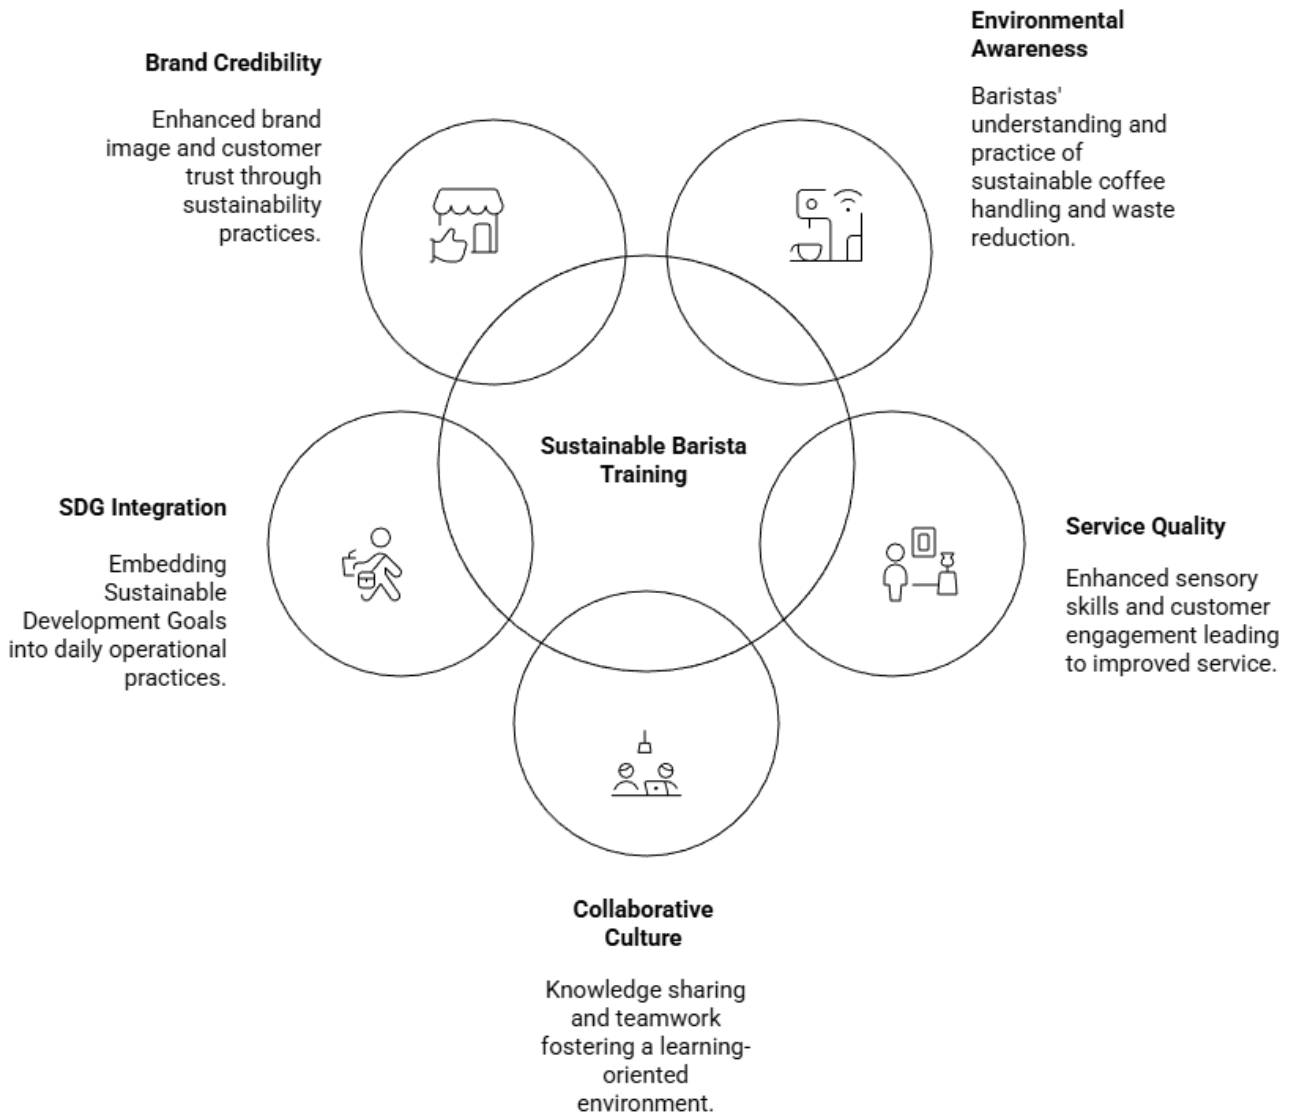 Brand Credibility
Enhanced brand
image and customer
trust through
sustainability
practices.
Environmental
Awareness
Baristas'
understanding and
practice of
sustainable coffee
handling and waste
reduction.
Sustainable Barista
Training
SDG Integration
Embedding
Sustainable
Development Goals
into daily operational
practices.
Service Quality
Enhanced sensory
skills and customer
engagement leading
to improved service.
Collaborative
Culture
Knowledge sharing
and teamwork
fostering a learning-
oriented
environment.